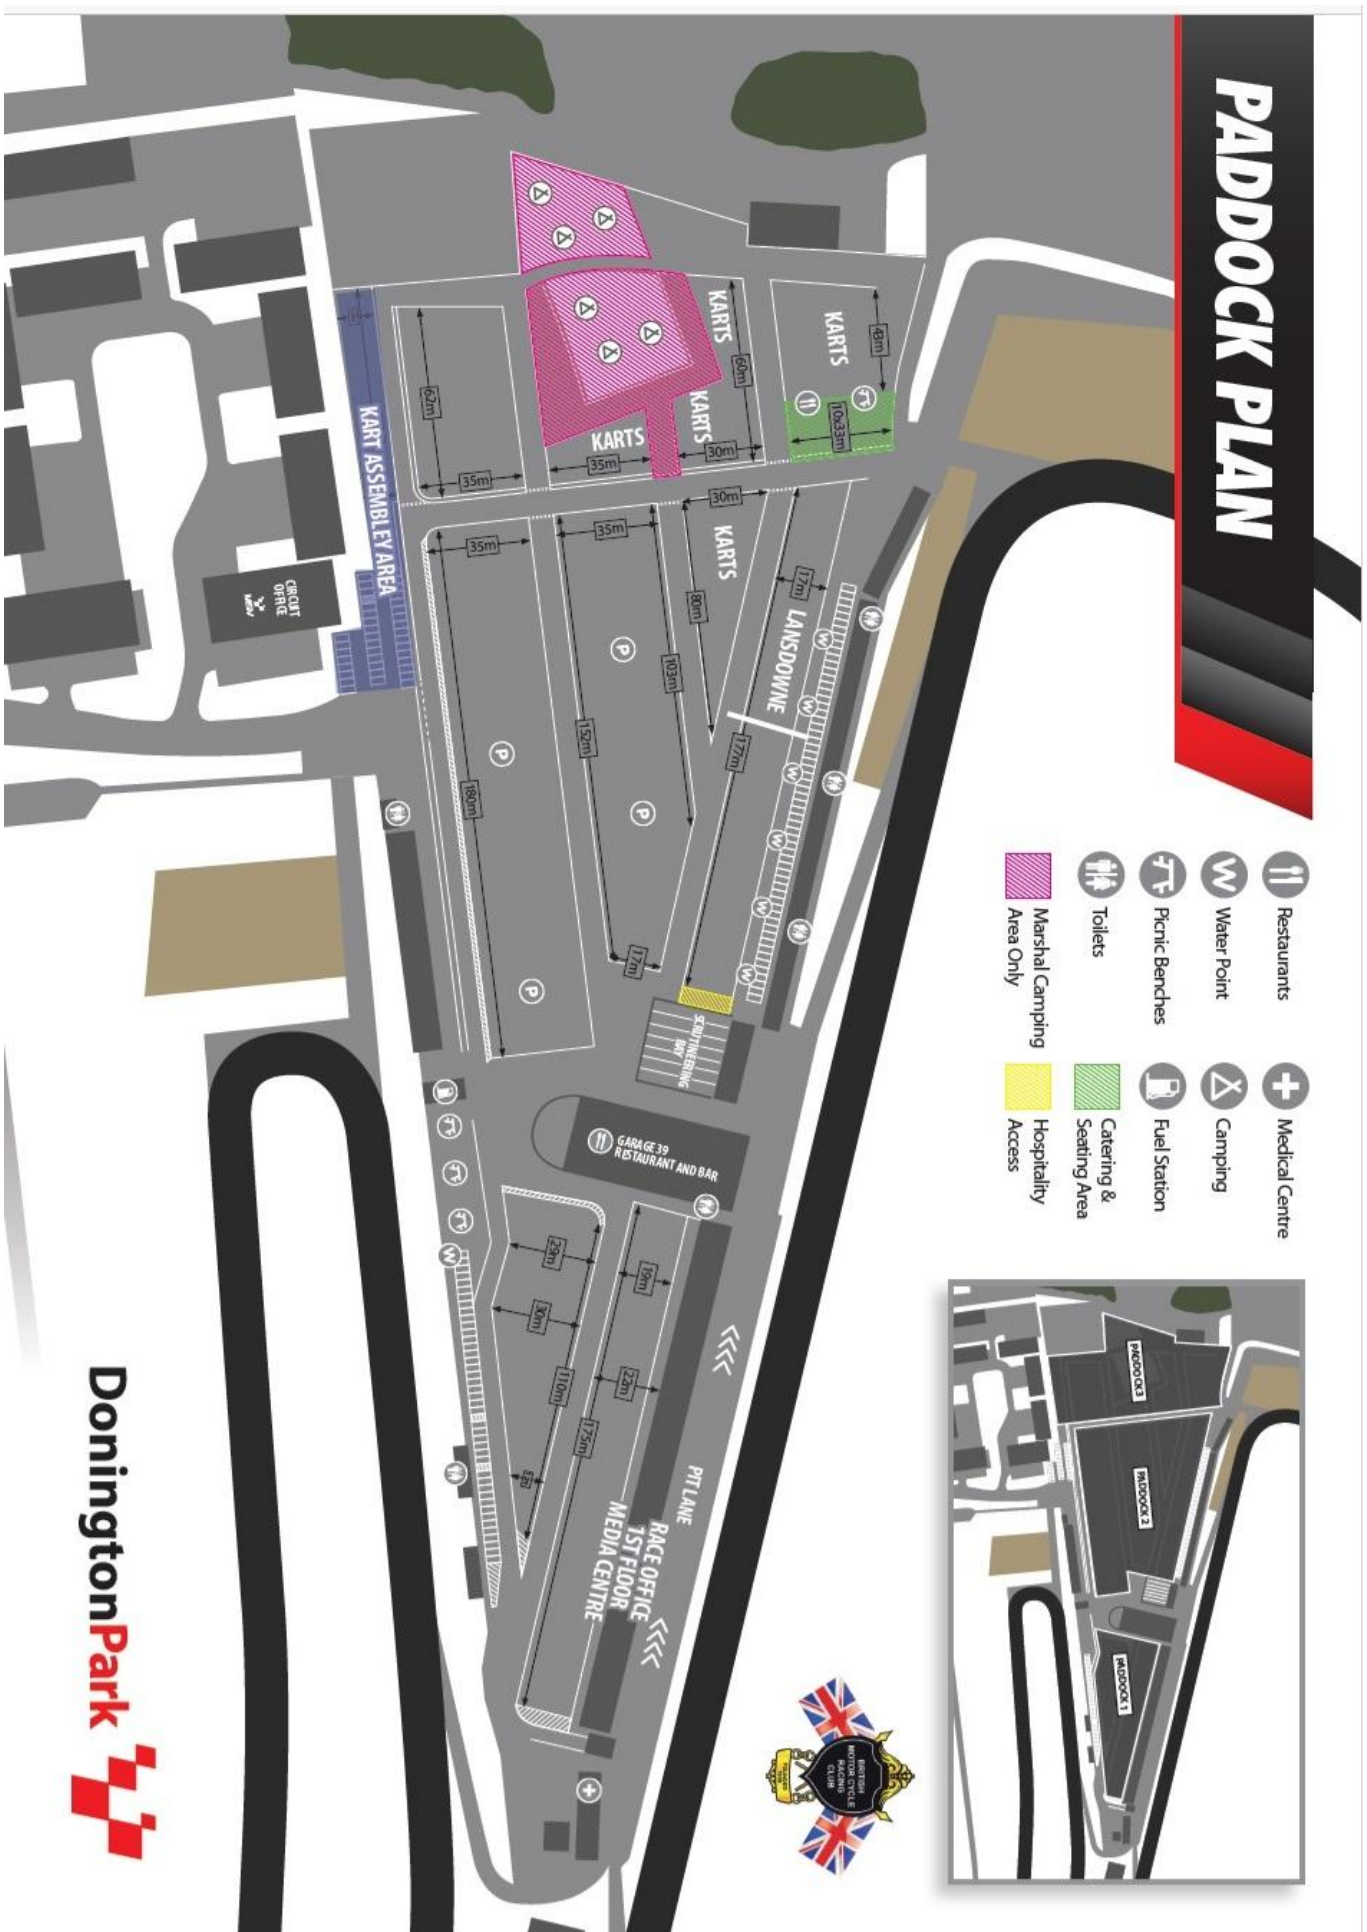 PADDOCK PLAN
Restaurants
Water Point
Picnic Benches
Toilets
Marshal Camping
Area Only
Medical Centre
Camping
Fuel Station
Catering &
Seating Area
Hospitality
Access
KARTS
43m
10x33m
KARTS
60m
KARTS
30m
KARTS
35m
62m
35m
KART ASSEMBLEY AREA
CIRCUIT
OFFICE
MSV
30m
KARTS
80m
17m
LANSDOWNE
177m
W
W
W
W
W
W
35m
103m
152m
17m
P
P
35m
180m
P
P
SCRUTINEERING
BAY
GARAGE 39
RESTAURANT AND BAR
W
29m
30m
110m
19m
22m
175m
PIT LANE
RACE OFFICE
1ST FLOOR
MEDIA CENTRE
PADDOCK 3
PADDOCK 2
PADDOCK 1
BRITISH
MOTOR CYCLE
RACING
CLUB
DoningtonPark